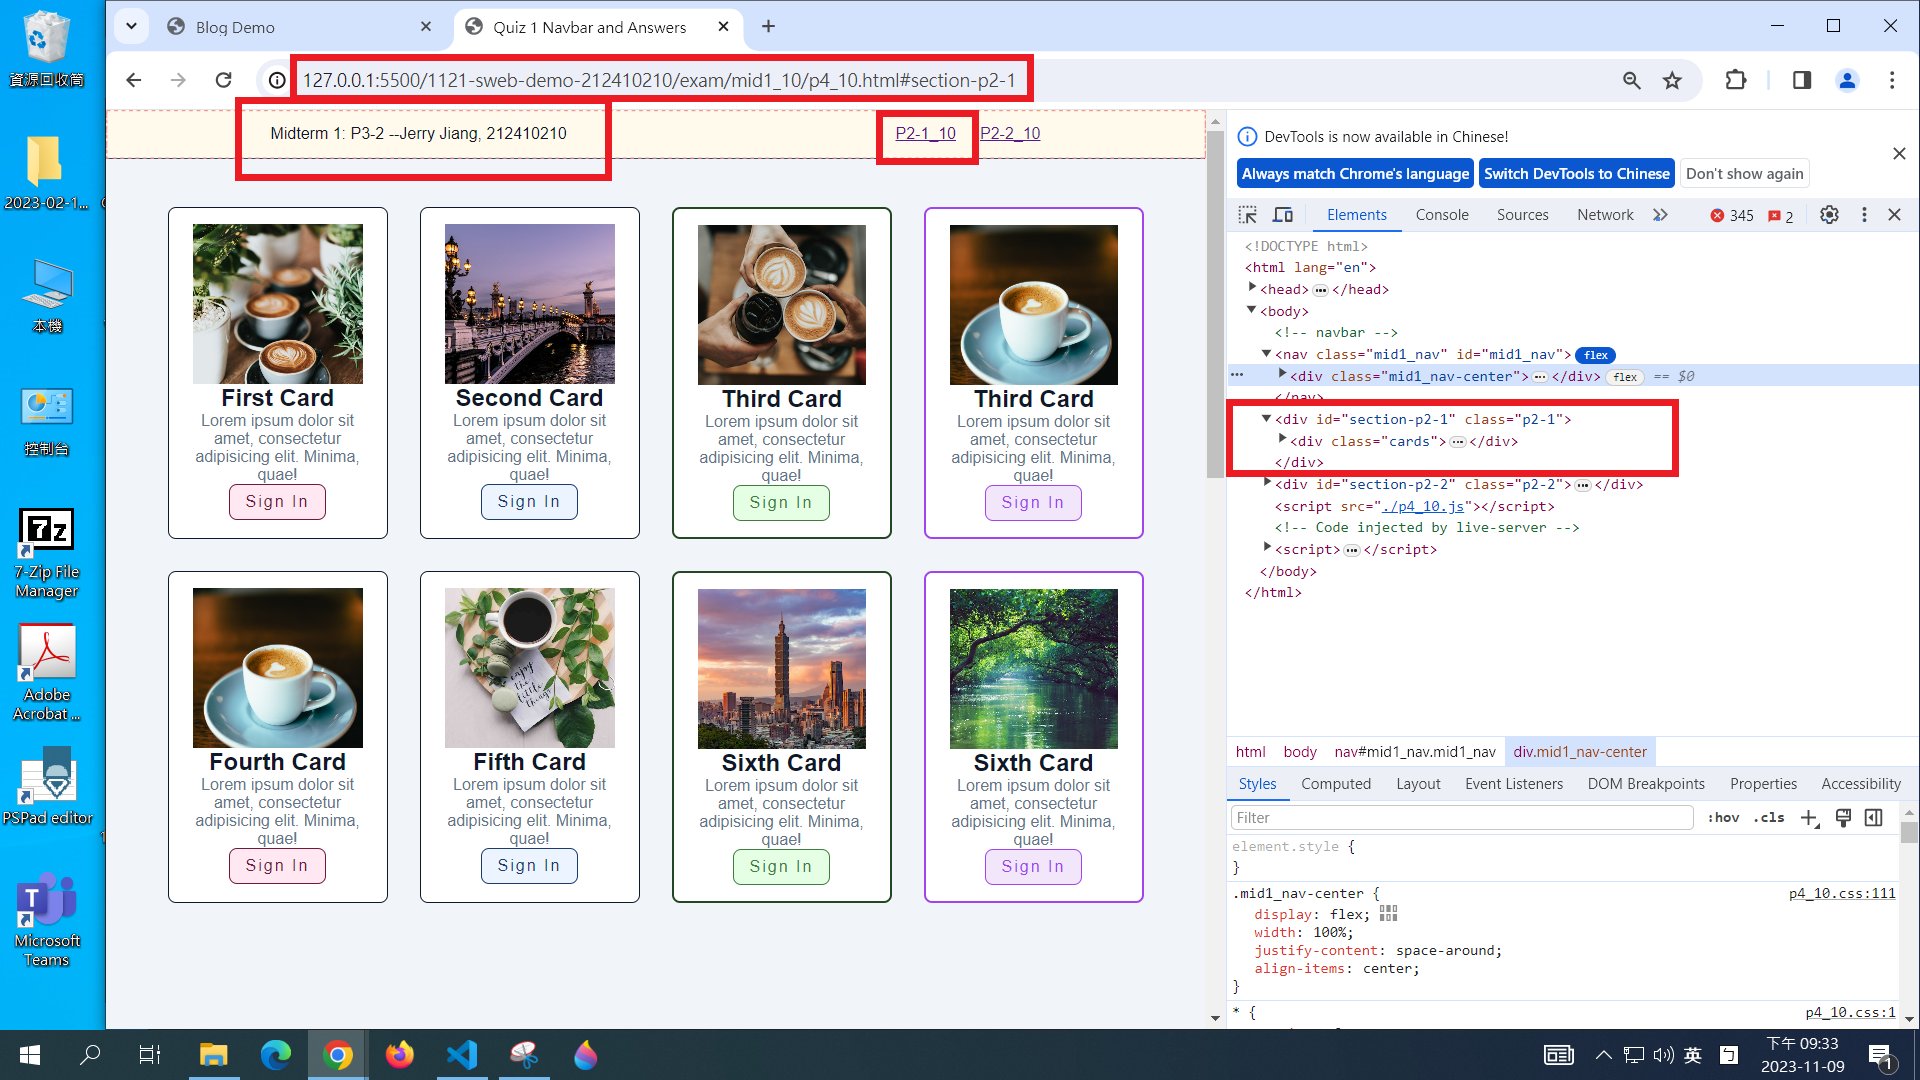 Blog Demo
Quiz 1 Navbar and Answers
127.0.0.1:5500/1121-sweb-demo-212410210/exam/mid1_10/p4_10.html#section-p2-1
資源回收筒
2023-02-1...
本機
控制台
7-Zip File
Manager
Adobe
Acrobat ...
PSPad editor
Microsoft
Teams
Midterm 1: P3-2 --Jerry Jiang, 212410210
P2-1_10
P2-2_10
First Card
Lorem ipsum dolor sit
amet, consectetur
adipisicing elit. Minima,
quae!
Sign In
Second Card
Lorem ipsum dolor sit
amet, consectetur
adipisicing elit. Minima,
quae!
Sign In
Third Card
Lorem ipsum dolor sit
amet, consectetur
adipisicing elit. Minima,
quae!
Sign In
Third Card
Lorem ipsum dolor sit
amet, consectetur
adipisicing elit. Minima,
quae!
Sign In
Fourth Card
Lorem ipsum dolor sit
amet, consectetur
adipisicing elit. Minima,
quae!
Sign In
Fifth Card
Lorem ipsum dolor sit
amet, consectetur
adipisicing elit. Minima,
quae!
Sign In
Sixth Card
Lorem ipsum dolor sit
amet, consectetur
adipisicing elit. Minima,
quae!
Sign In
Sixth Card
Lorem ipsum dolor sit
amet, consectetur
adipisicing elit. Minima,
quae!
Sign In
enjoy
the
little
things
DevTools is now available in Chinese!
Always match Chrome's language
Switch DevTools to Chinese
Don't show again
Elements Console Sources Network 345 2
<!DOCTYPE html>
<html lang="en">
<head> … </head>
<body>
<!-- navbar -->
<nav class="mid1_nav" id="mid1_nav"> flex
<div class="mid1_nav-center"> … </div> flex == $0
</nav>
<div id="section-p2-1" class="p2-1">
<div class="cards"> … </div>
</div>
<div id="section-p2-2" class="p2-2"> … </div>
<script src="./p4_10.js"></script>
<!-- Code injected by live-server -->
<script> … </script>
</body>
</html>
html body nav#mid1_nav.mid1_nav div.mid1_nav-center
Styles Computed Layout Event Listeners DOM Breakpoints Properties Accessibility
Filter
:hov .cls
element.style {
}
.mid1_nav-center {
p4_10.css:111
display: flex;
width: 100%;
justify-content: space-around;
align-items: center;
}
* {
p4_10.css:1
英
ㄅ
下午 09:33
2023-11-09
1